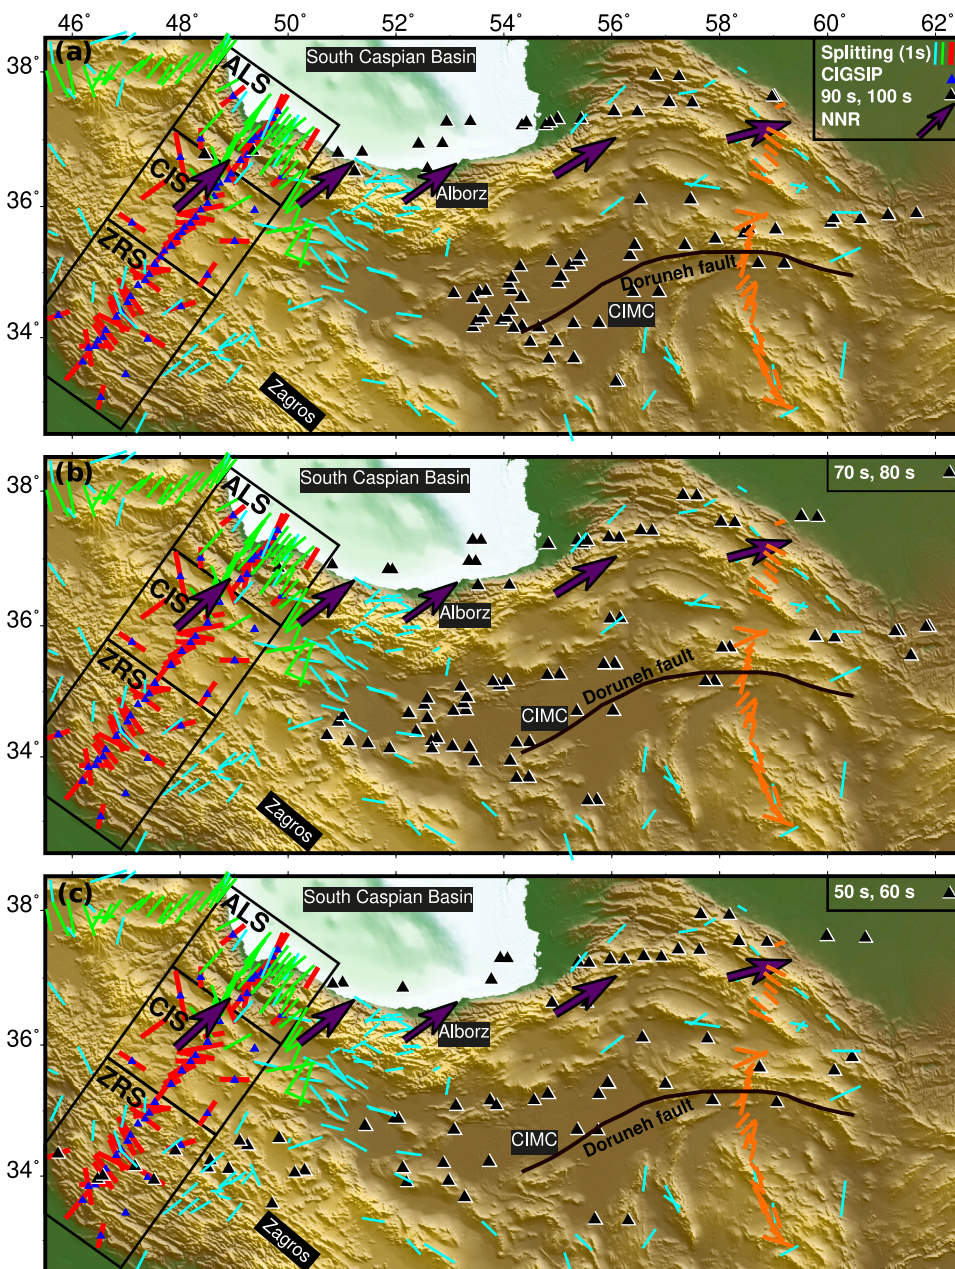 46˚ 48˚ 50˚ 52˚ 54˚ 56˚ 58˚ 60˚ 62˚
(a)
ALS
South Caspian Basin
Splitting (1s)
CIGSIP
90 s, 100 s
NNR
38˚
CIS
Alborz
36˚
ZRS
Doruneh fault
CIMC
34˚
Zagros
(b)
ALS
South Caspian Basin
70 s, 80 s
38˚
CIS
Alborz
36˚
ZRS
Doruneh fault
CIMC
34˚
Zagros
(c)
ALS
South Caspian Basin
50 s, 60 s
38˚
CIS
Alborz
36˚
ZRS
Doruneh fault
CIMC
34˚
Zagros